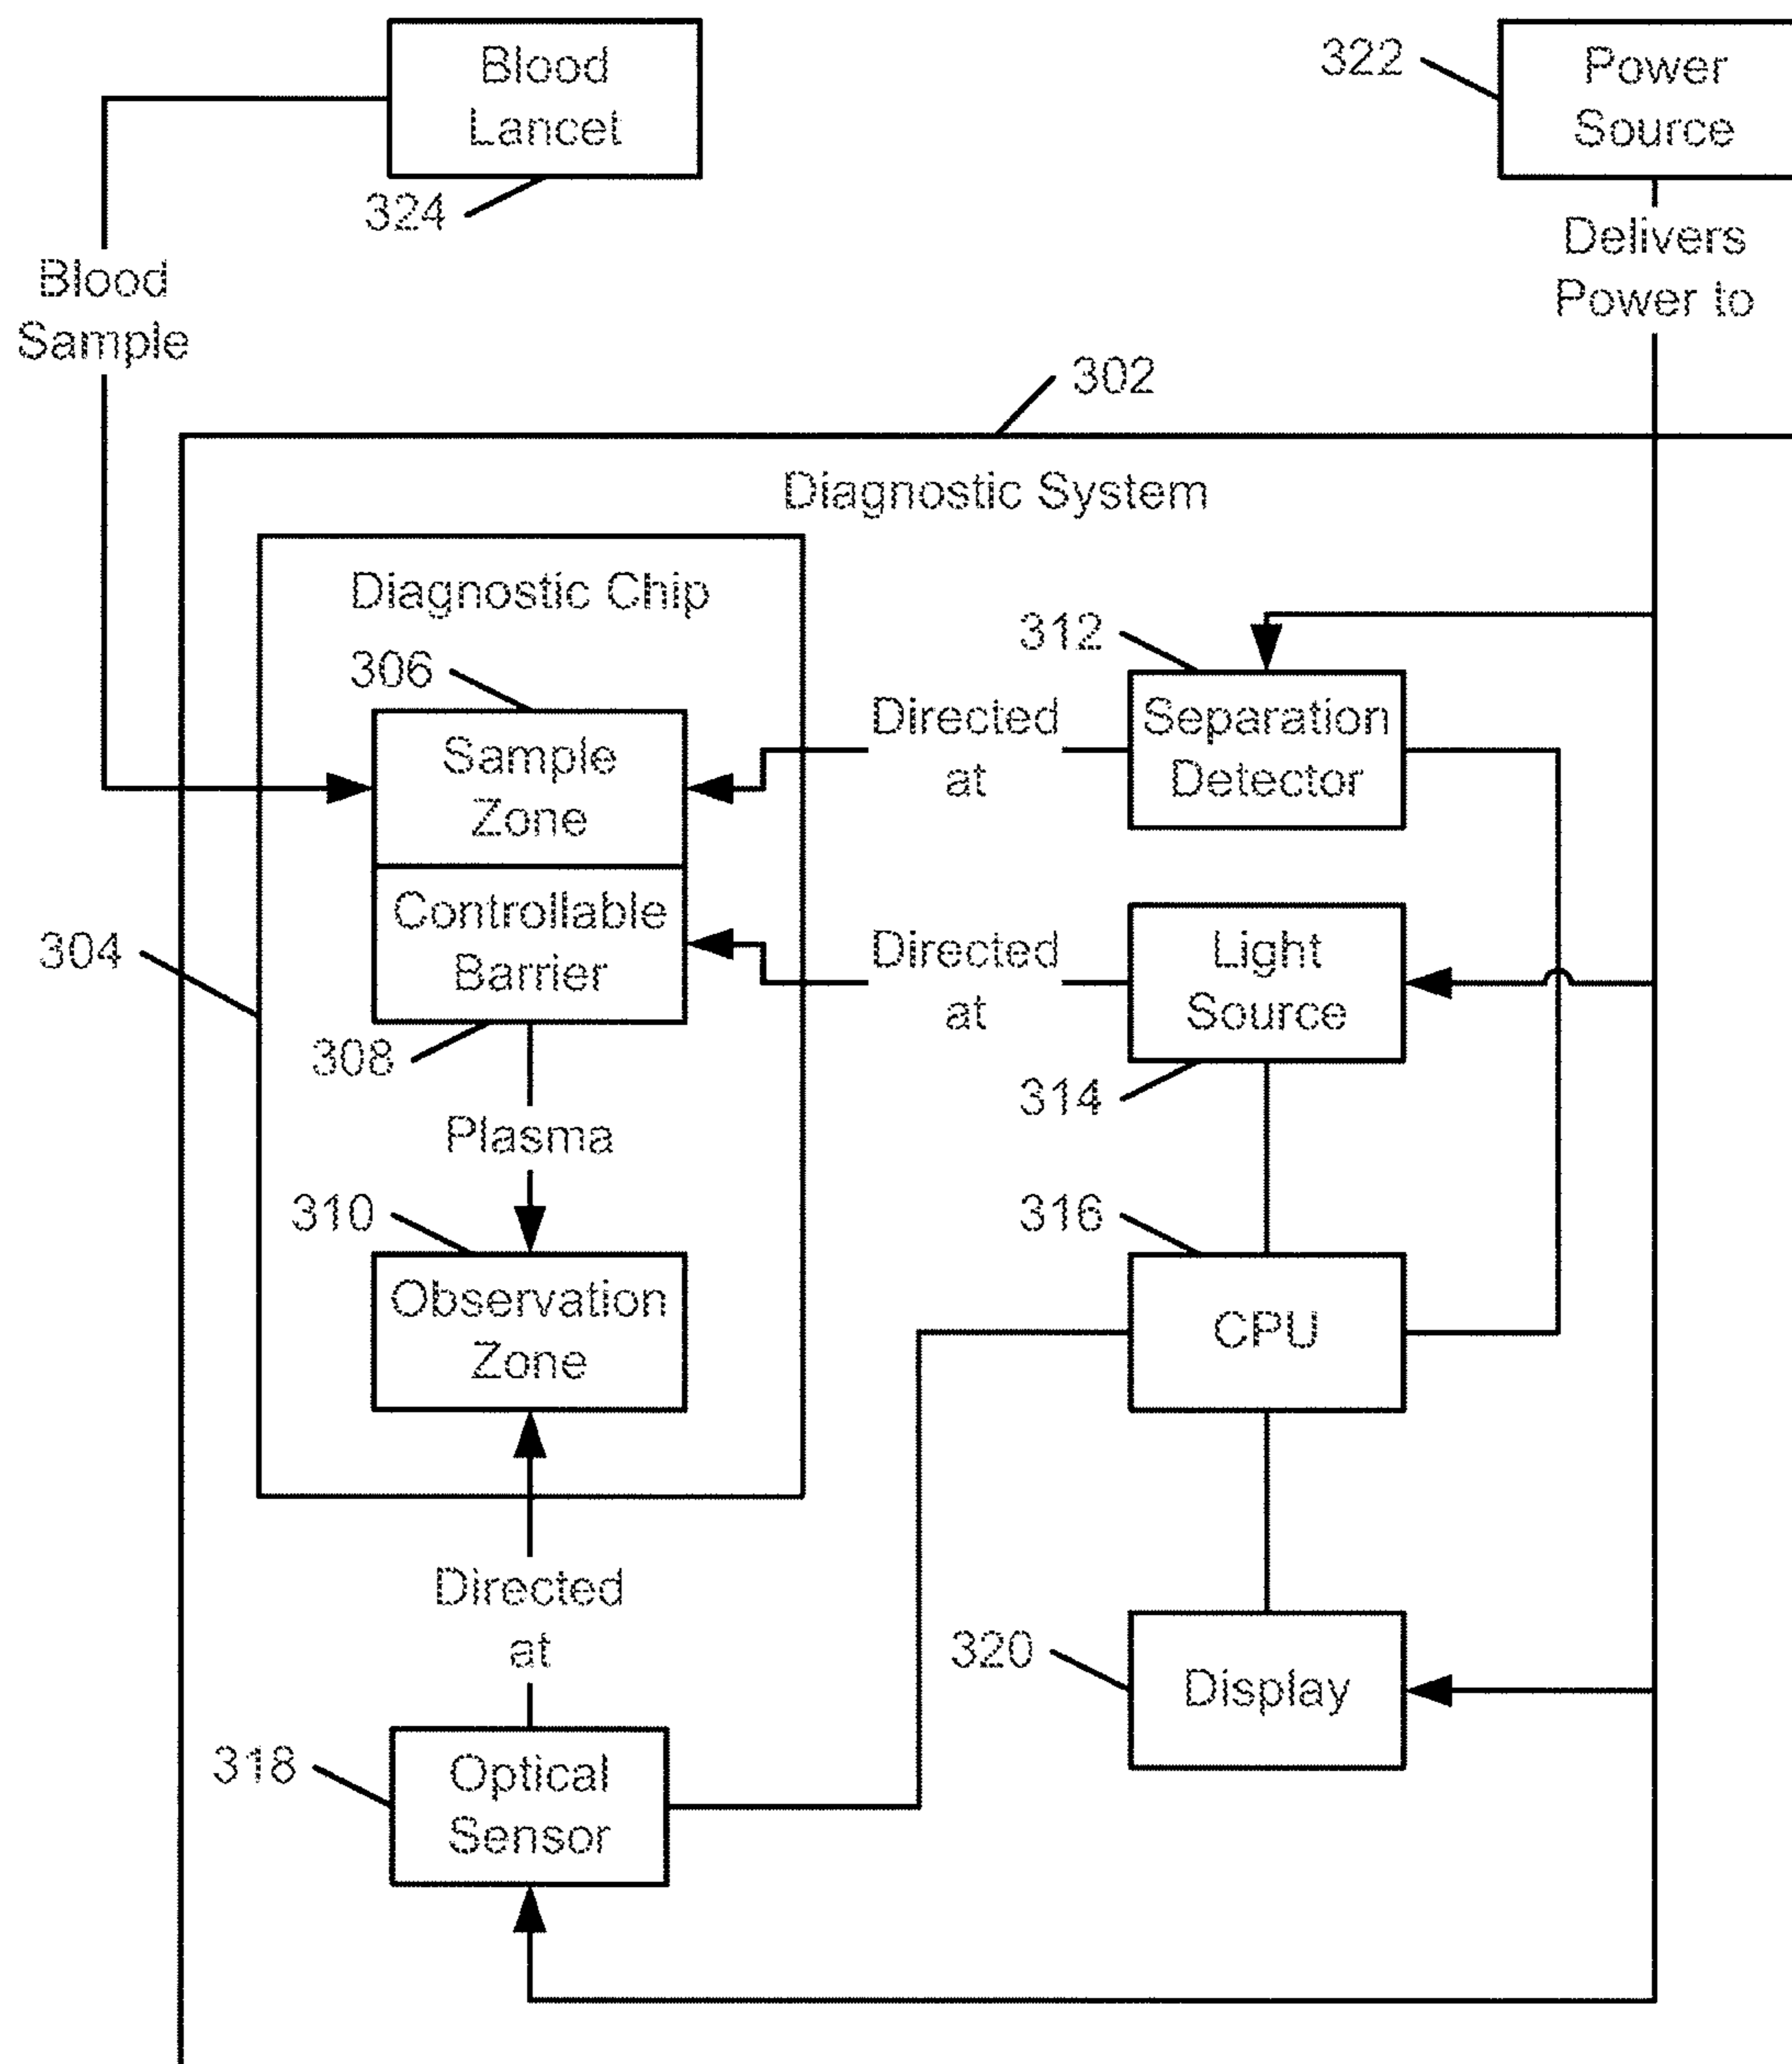 Blood
Lancet
324
322
Power
Source
Delivers
Power to
Blood
Sample
302
Diagnostic System
Diagnostic Chip
306
Sample
Zone
Directed
at
312
Separation
Detector
304
Controllable
Barrier
308
Directed
at
Light
Source
314
Plasma
310
Observation
Zone
316
CPU
Directed
at
320
Display
318
Optical
Sensor